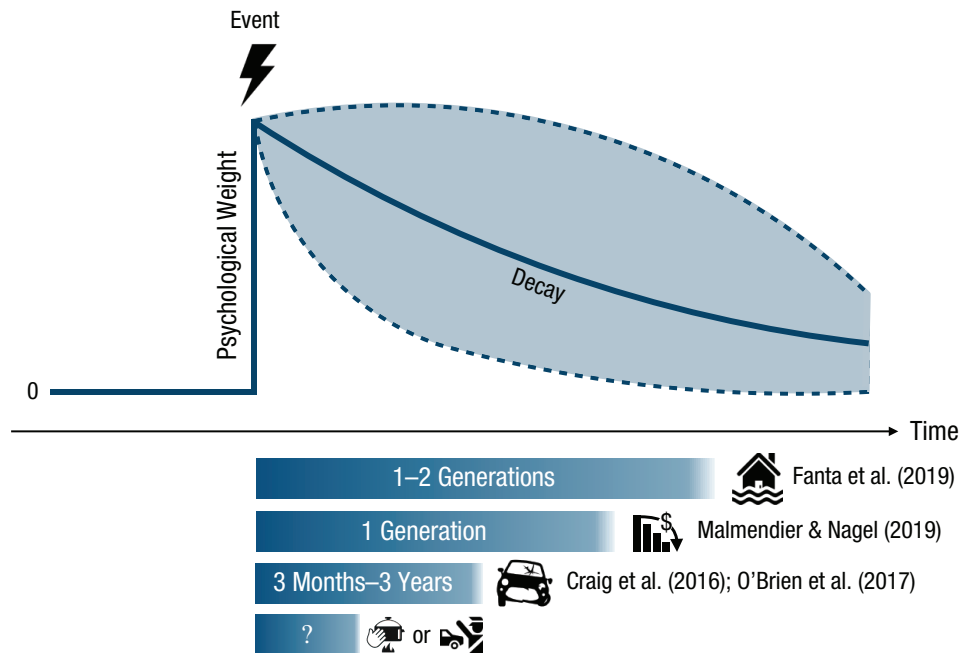 Event
Psychological Weight
Decay
0
Time
1–2 Generations
Fanta et al. (2019)
1 Generation
$
Malmendier & Nagel (2019)
3 Months–3 Years
Craig et al. (2016); O’Brien et al. (2017)
?
or